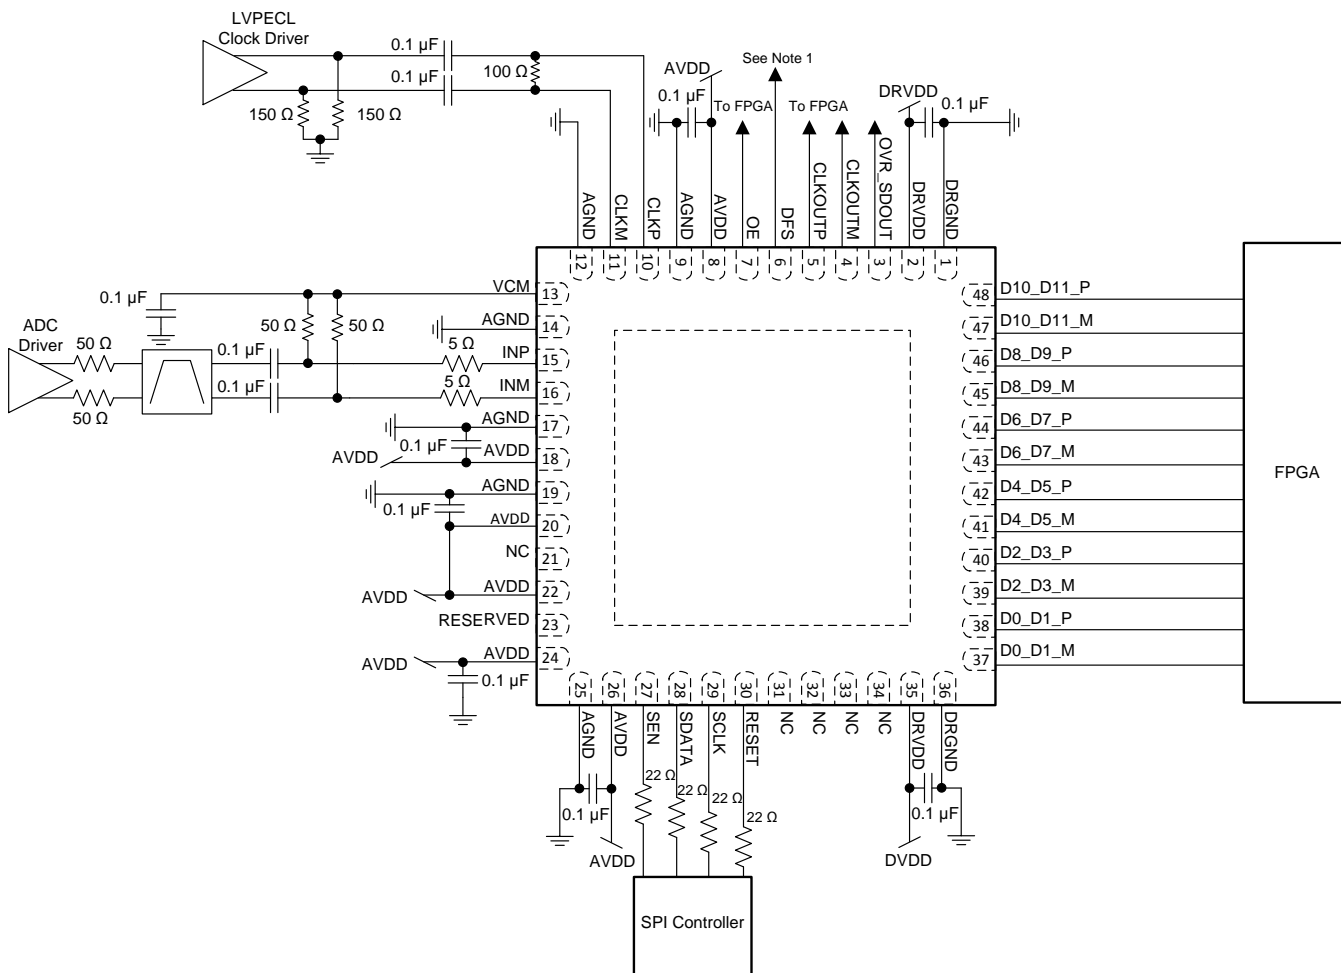 LVPECL
Clock Driver
0.1 µF
0.1 µF
100 Ω
150 Ω
150 Ω
See Note 1
AVDD
0.1 µF
To FPGA
To FPGA
DRVDD
0.1 µF
AGND
CLKM
CLKP
AGND
AVDD
OE
DFS
CLKOUTP
CLKOUTM
OVR_SDOUT
DRVDD
DRGND
12
11
10
9
8
7
6
5
4
3
2
1
0.1 µF
ADC
Driver
50 Ω
50 Ω
0.1 µF
0.1 µF
50 Ω
50 Ω
5 Ω
5 Ω
VCM
13
AGND
14
INP
15
INM
16
AGND
17
0.1 µF
AVDD
AVDD
18
AGND
19
0.1 µF
AVDD
20
NC
21
AVDD
AVDD
22
RESERVED
23
AVDD
AVDD
24
0.1 µF
48
D10_D11_P
47
D10_D11_M
46
D8_D9_P
45
D8_D9_M
44
D6_D7_P
43
D6_D7_M
42
D4_D5_P
41
D4_D5_M
40
D2_D3_P
39
D2_D3_M
38
D0_D1_P
37
D0_D1_M
FPGA
25
26
27
28
29
30
31
32
33
34
35
36
AGND
AVDD
SEN
SDATA
SCLK
RESET
NC
NC
NC
NC
DRVDD
DRGND
0.1 µF
AVDD
22 Ω
22 Ω
22 Ω
22 Ω
0.1 µF
DVDD
SPI Controller